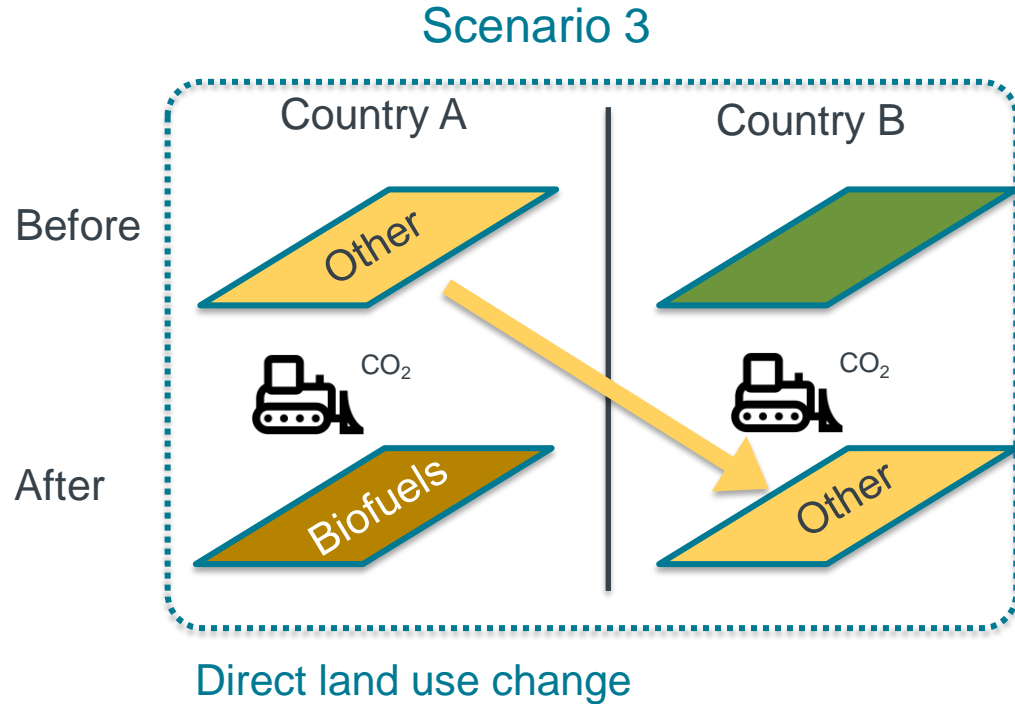 Scenario 3
Country A
Country B
Before
Other
CO₂
CO₂
After
Biofuels
Other
Direct land use change